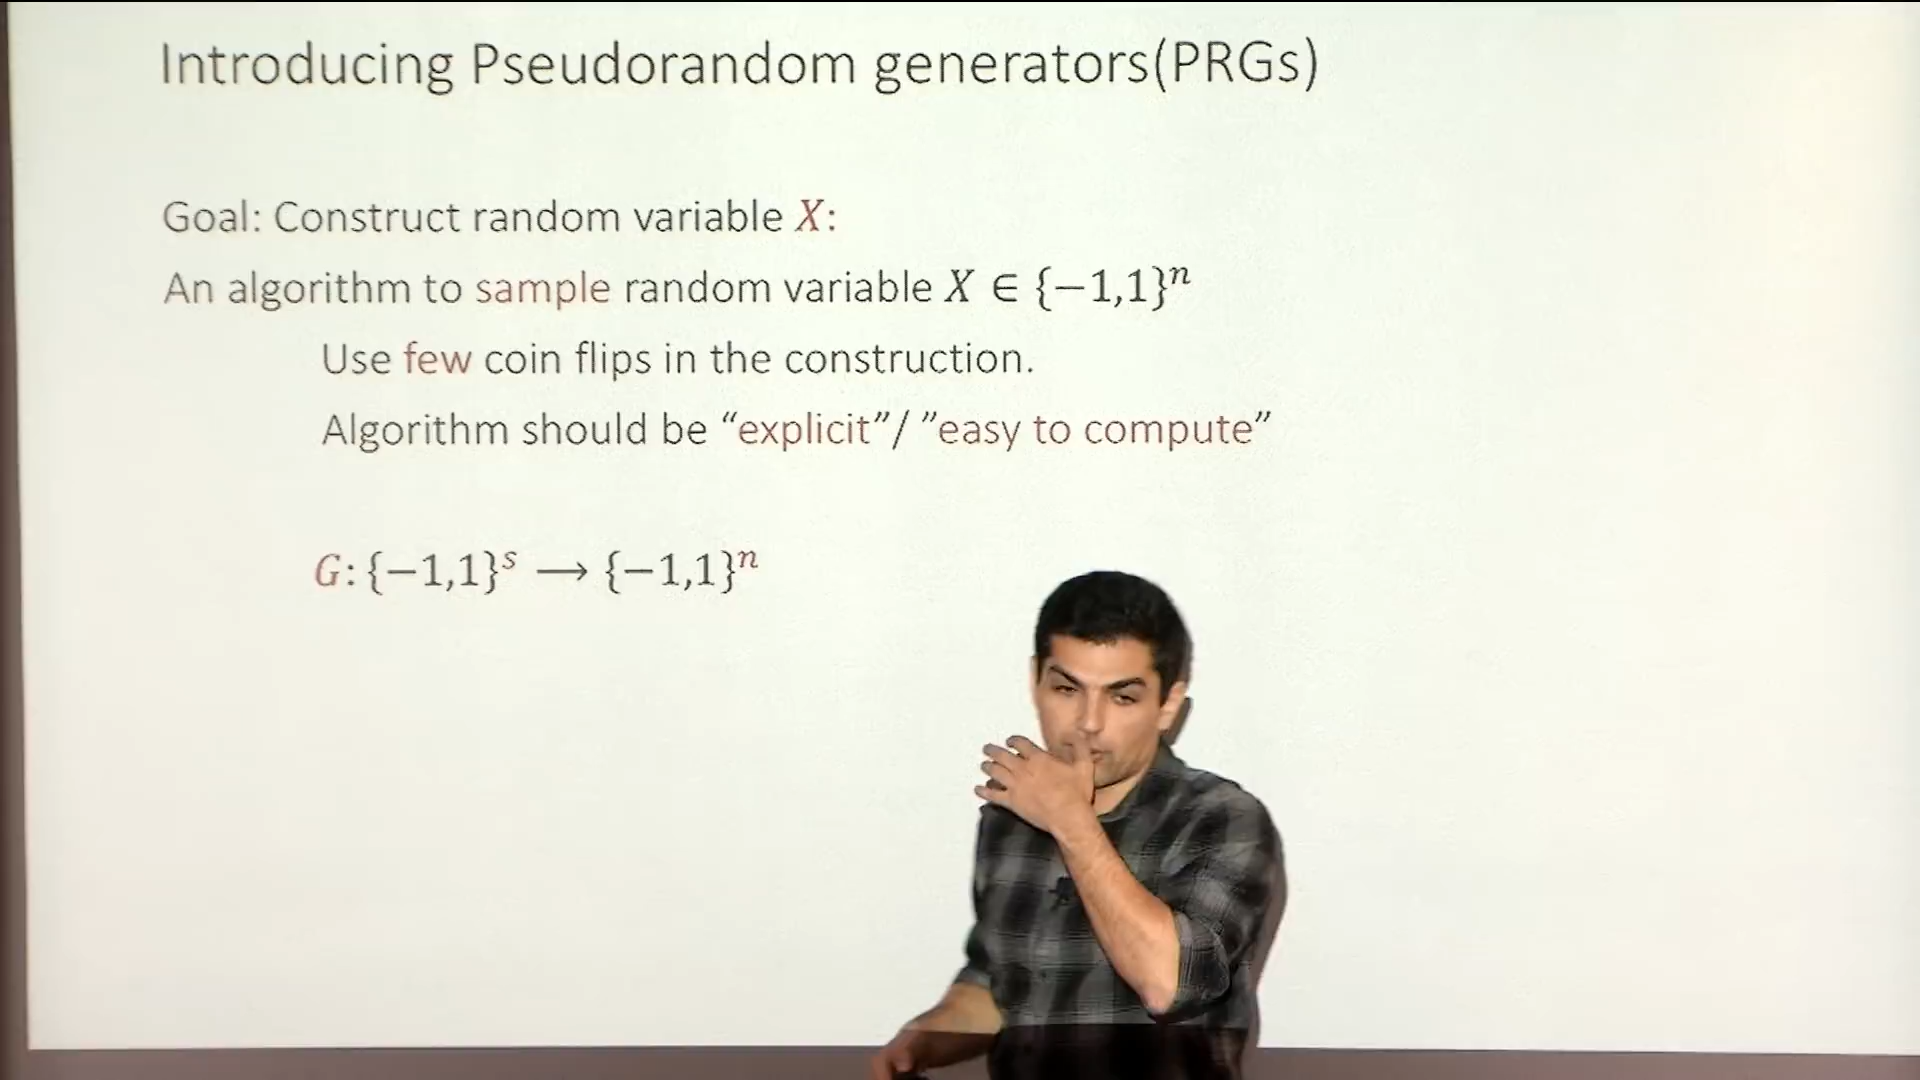 Introducing Pseudorandom generators(PRGs)
Goal: Construct random variable X:
An algorithm to sample random variable X ∈ {−1,1}ⁿ
Use few coin flips in the construction.
Algorithm should be “explicit”/ ”easy to compute”
G: {−1,1}ˢ ⟶ {−1,1}ⁿ